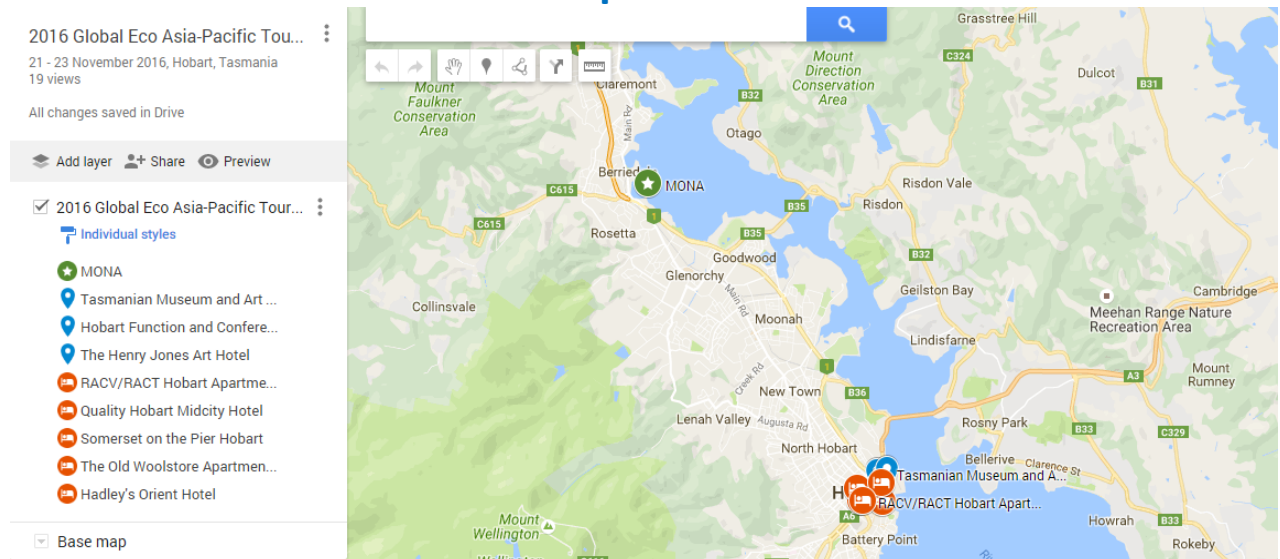 2016 Global Eco Asia-Pacific Tou...
21 - 23 November 2016, Hobart, Tasmania
19 views
All changes saved in Drive
Add layer Share Preview
2016 Global Eco Asia-Pacific Tour...
Individual styles
MONA
Tasmanian Museum and Art ...
Hobart Function and Confere...
The Henry Jones Art Hotel
RACV/RACT Hobart Apartme...
Quality Hobart Midcity Hotel
Somerset on the Pier Hobart
The Old Woolstore Apartmen...
Hadley's Orient Hotel
Base map
Grasstree Hill
C324
Mount
Direction
Conservation
Area
Dulcot
B31
1
Claremont
Mount
Faulkner
Conservation
Area
B32
Main Rd
Otago
MONA
C615
Risdon Vale
B35
Risdon
1
C615
Rosetta
B35
Goodwood
B32
Glenorchy
Main Rd
Geilston Bay
Cambridge
Collinsvale
Moonah
Meehan Range Nature
Recreation Area
Lindisfarne
1
Creek Rd
A3
Mount
Rumney
New Town
B36
Lenah Valley
Augusta Rd
Rosny Park
B33
C329
North Hobart
Bellerive
Clarence St
Tasmanian Museum and A...
RACV/RACT Hobart Apart...
A6
Mount
Wellington
Howrah
B33
Battery Point
Rokeby